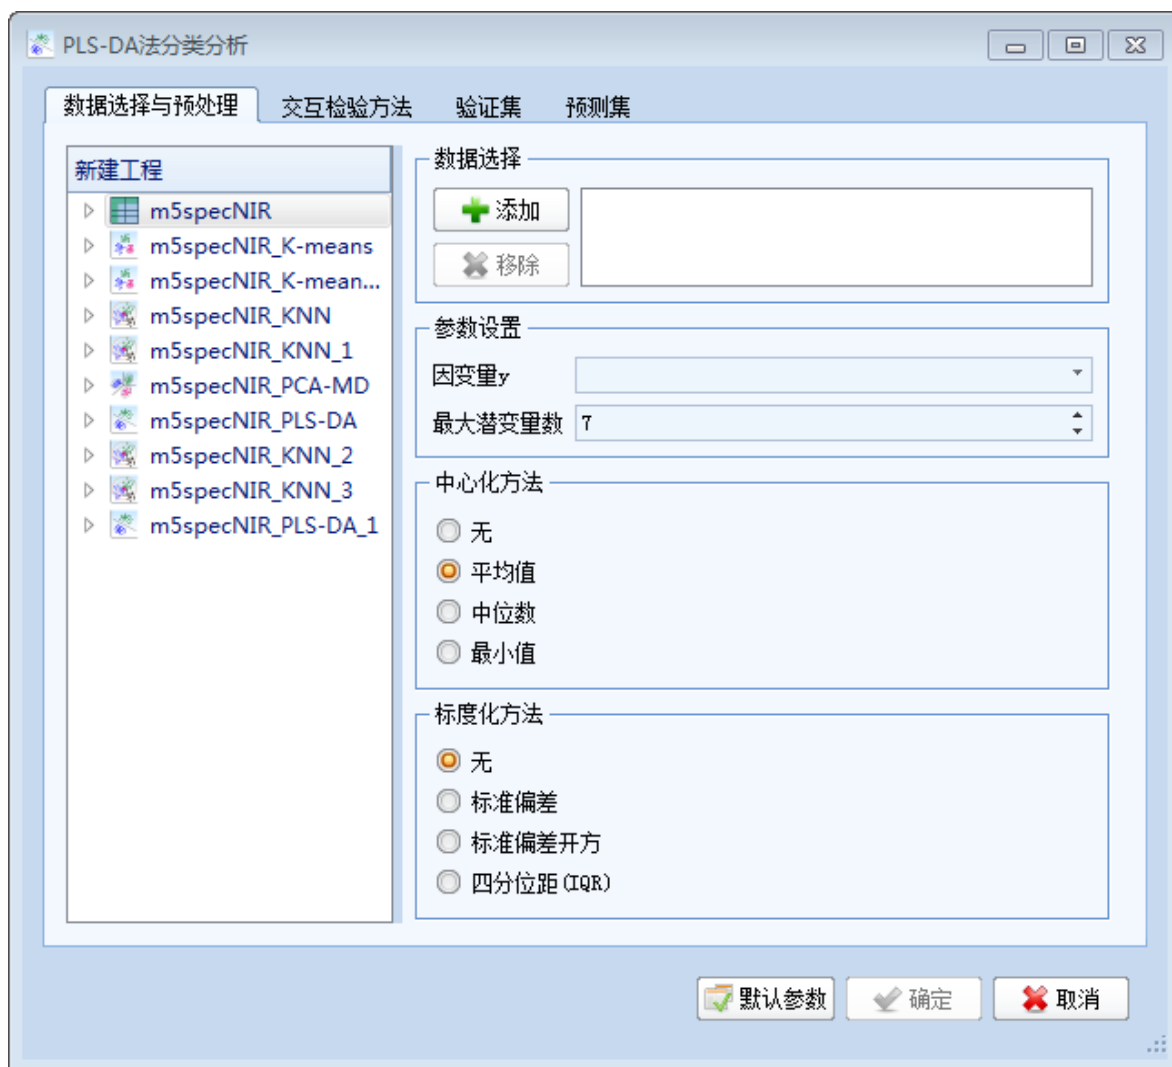 PLS-DA法分类分析
数据选择与预处理 交互检验方法 验证集 预测集
新建工程
m5specNIR
m5specNIR_K-means
m5specNIR_K-mean...
m5specNIR_KNN
m5specNIR_KNN_1
m5specNIR_PCA-MD
m5specNIR_PLS-DA
m5specNIR_KNN_2
m5specNIR_KNN_3
m5specNIR_PLS-DA_1
数据选择
添加
移除
参数设置
因变量y
最大潜变量数 7
中心化方法
无
平均值
中位数
最小值
标度化方法
无
标准偏差
标准偏差开方
四分位距(IQR)
默认参数 确定 取消